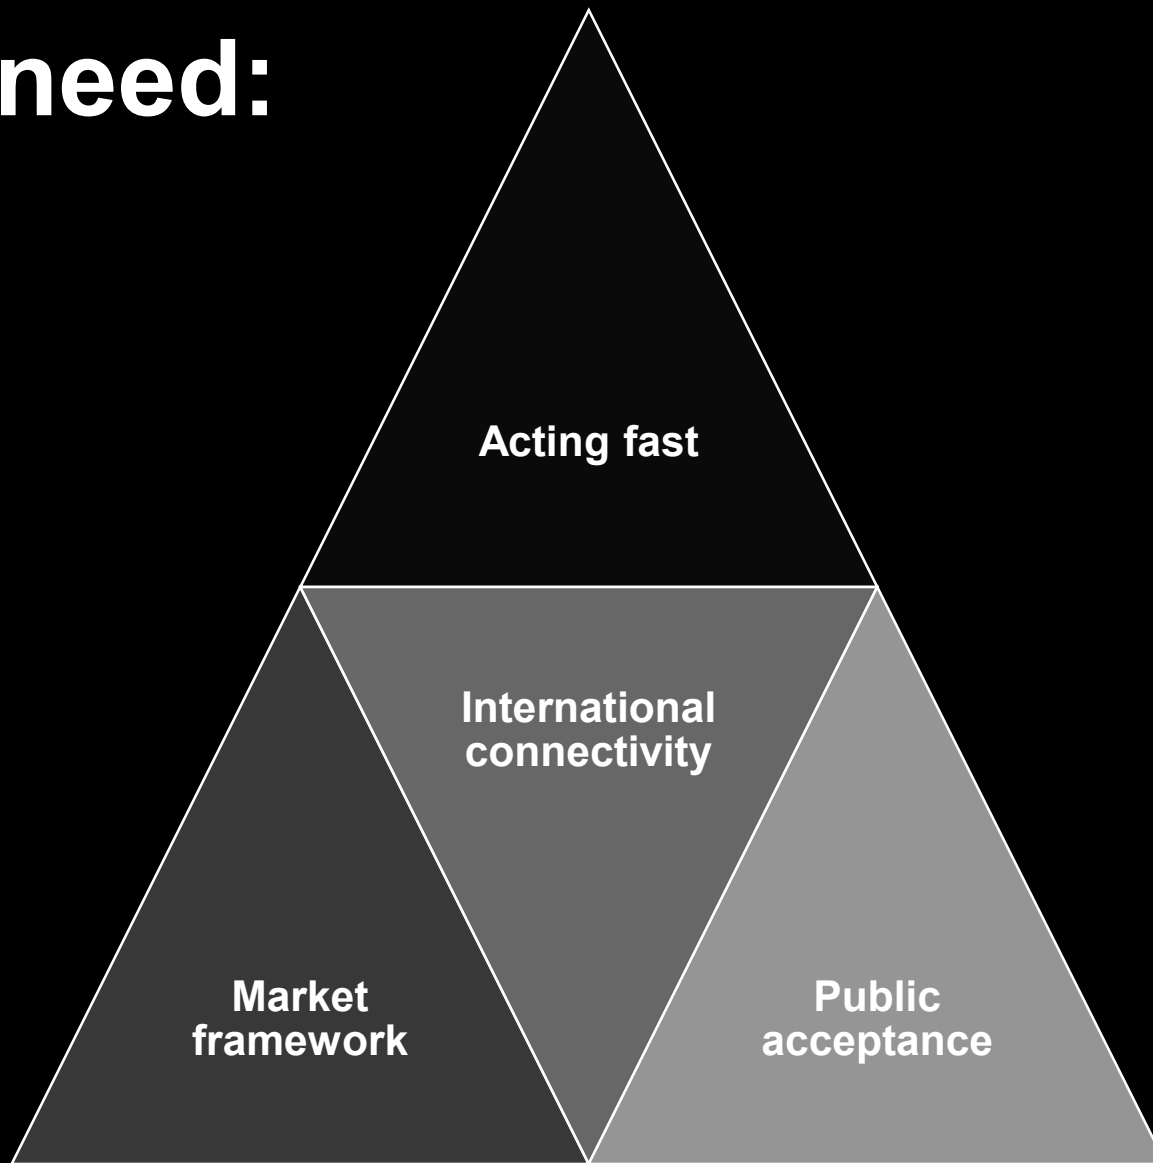 need:
Acting fast
International
connectivity
Market
framework
Public
acceptance